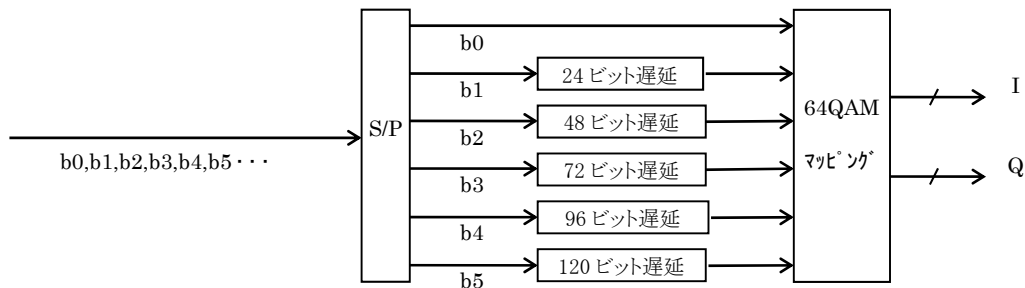 b0,b1,b2,b3,b4,b5・・・
S/P
b0
b1
b2
b3
b4
b5
24 ビット遅延
48 ビット遅延
72 ビット遅延
96 ビット遅延
120 ビット遅延
64QAM
ﾏｯﾋﾟﾝｸﾞ
I
Q